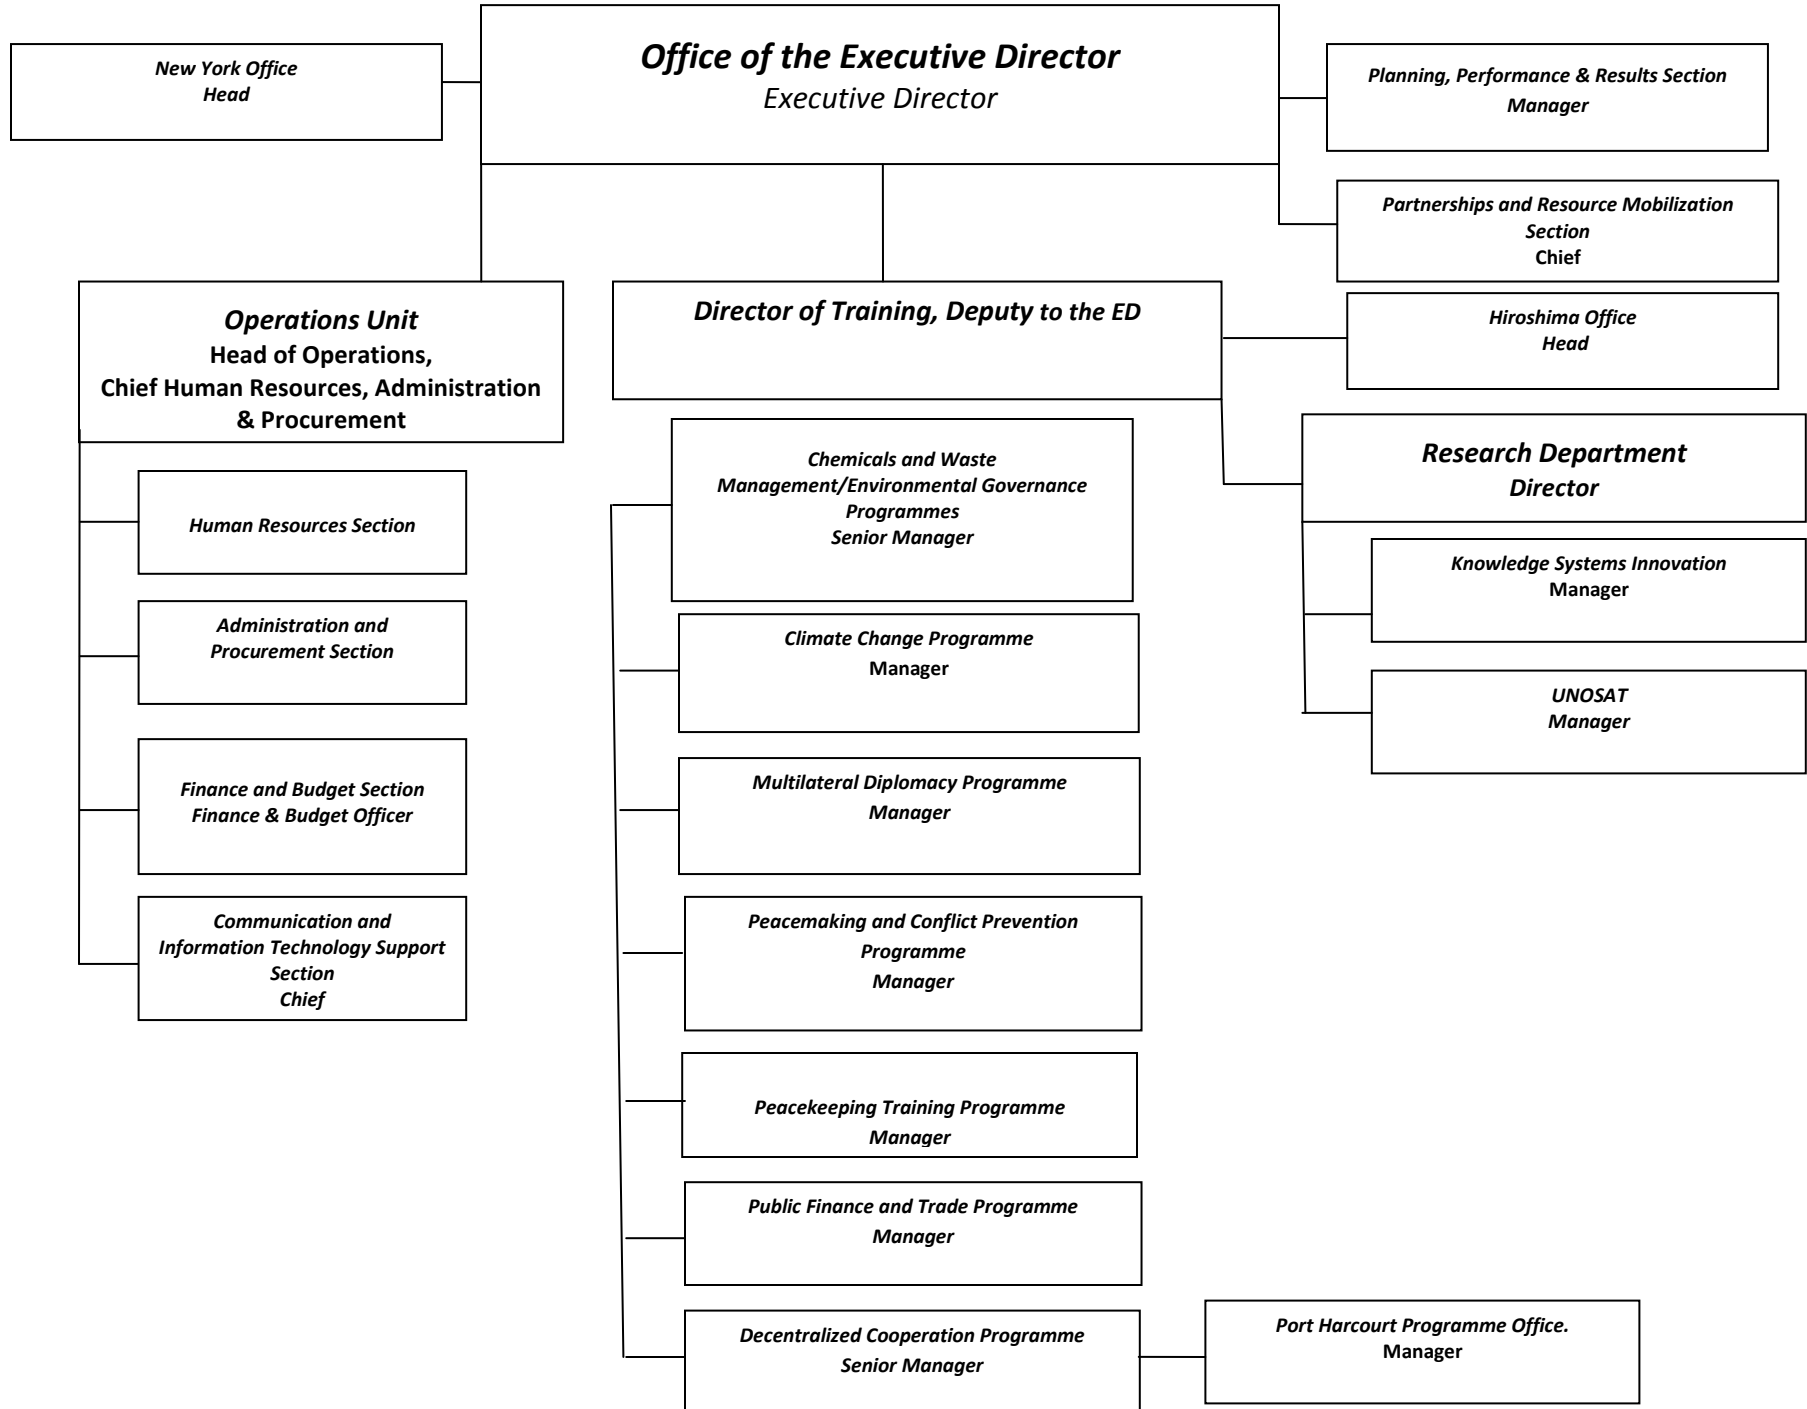 Office of the Executive Director
Executive Director
New York Office
Head
Planning, Performance & Results Section
Manager
Partnerships and Resource Mobilization
Section
Chief
Operations Unit
Head of Operations,
Chief Human Resources, Administration
& Procurement
Director of Training, Deputy to the ED
Hiroshima Office
Head
Research Department
Director
Knowledge Systems Innovation
Manager
UNOSAT
Manager
Human Resources Section
Administration and
Procurement Section
Finance and Budget Section
Finance & Budget Officer
Communication and
Information Technology Support
Section
Chief
Chemicals and Waste
Management/Environmental Governance
Programmes
Senior Manager
Climate Change Programme
Manager
Multilateral Diplomacy Programme
Manager
Peacemaking and Conflict Prevention
Programme
Manager
Peacekeeping Training Programme
Manager
Public Finance and Trade Programme
Manager
Decentralized Cooperation Programme
Senior Manager
Port Harcourt Programme Office.
Manager